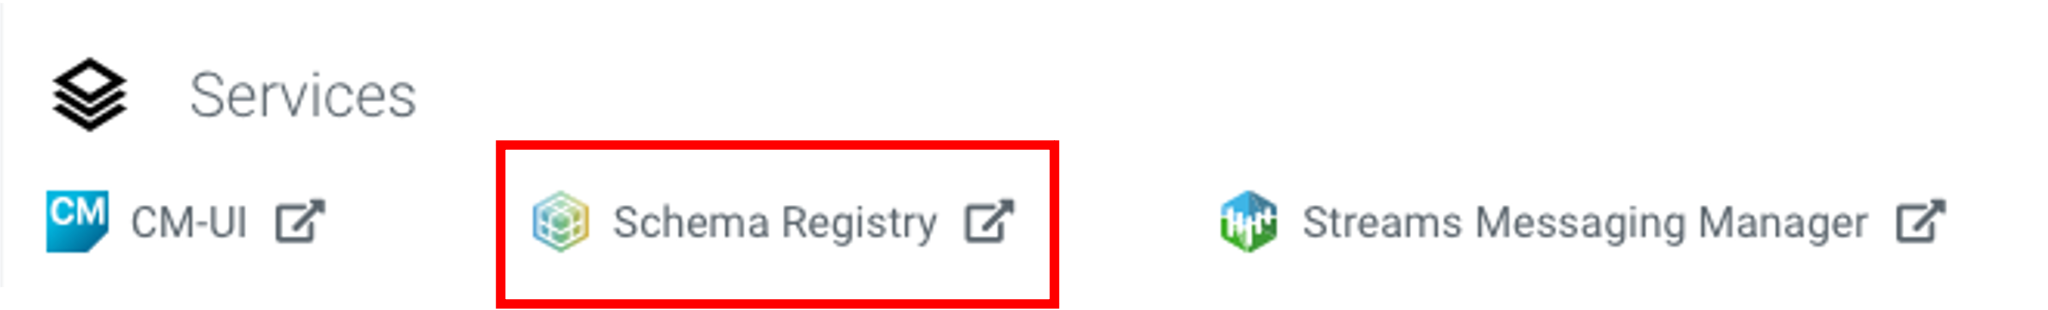 Services
CM CM-UI Schema Registry Streams Messaging Manager